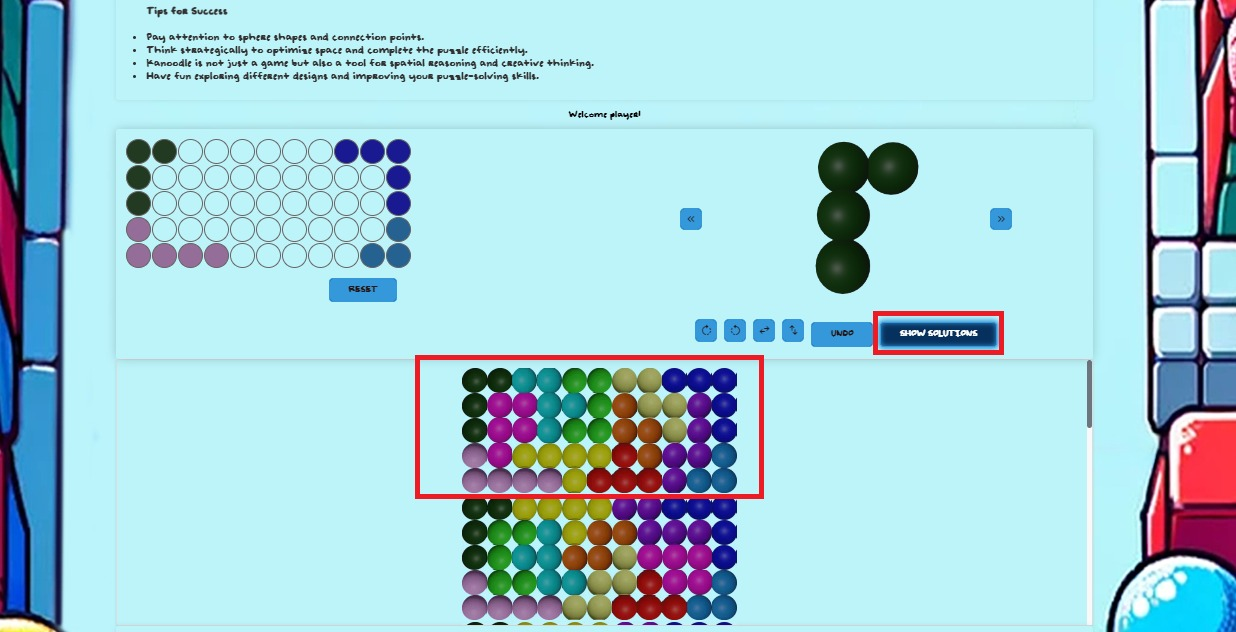 Tips for Success
Pay attention to sphere shapes and connection points.
Think strategically to optimize space and complete the puzzle efficiently.
Kanoodle is not just a game but also a tool for spatial reasoning and creative thinking.
Have fun exploring different designs and improving your puzzle-solving skills.
Welcome player!
«
»
RESET
UNDO
SHOW SOLUTIONS